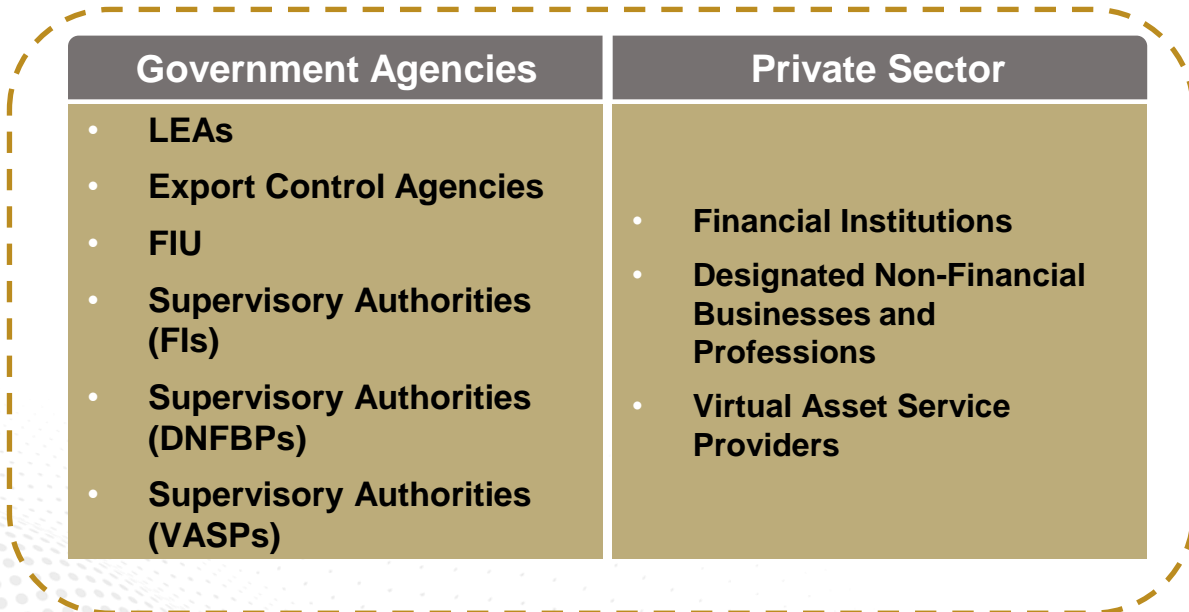 Government Agencies
Private Sector
• LEAs
• Export Control Agencies
• FIU
• Supervisory Authorities
(FIs)
• Supervisory Authorities
(DNFBPs)
• Supervisory Authorities
(VASPs)
• Financial Institutions
• Designated Non-Financial
Businesses and
Professions
• Virtual Asset Service
Providers